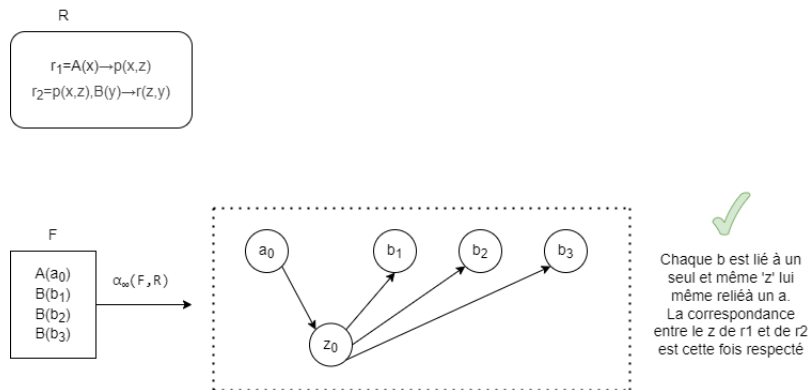 R
r₁=A(x)→p(x,z)
r₂=p(x,z),B(y)→r(z,y)
F
A(a₀)
B(b₁)
B(b₂)
B(b₃)
α∞(F,R)
a₀
b₁
b₂
b₃
z₀
Chaque b est lié à un
seul et même 'z' lui
même reliéà un a.
La correspondance
entre le z de r1 et de r2
est cette fois respecté